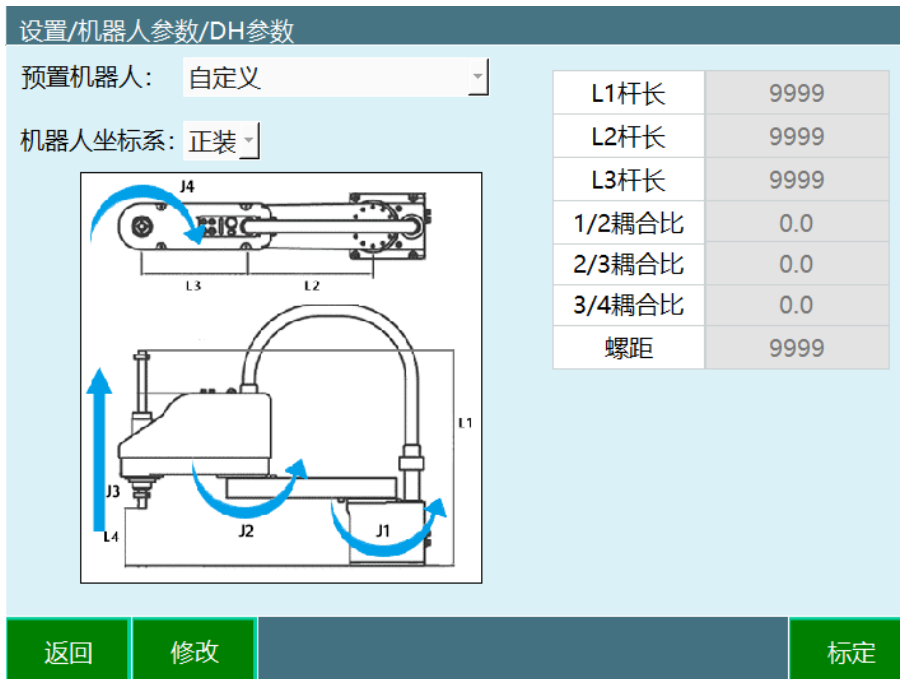 设置/机器人参数/DH参数
预置机器人: 自定义
机器人坐标系: 正装
J4
L3 L2
L1
J3
L4
J2
J1
L1杆长 9999
L2杆长 9999
L3杆长 9999
1/2耦合比 0.0
2/3耦合比 0.0
3/4耦合比 0.0
螺距 9999
返回 修改 标定